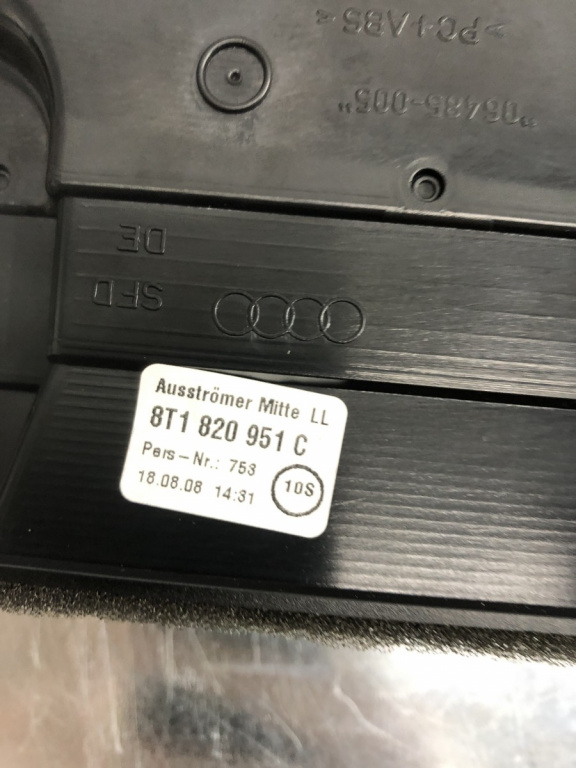 >PC+ABS<
"06485-005"
DE
SFD
Ausströmer Mitte LL
8T1 820 951 C
Pers-Nr.: 753
18.08.08 14:31
10S